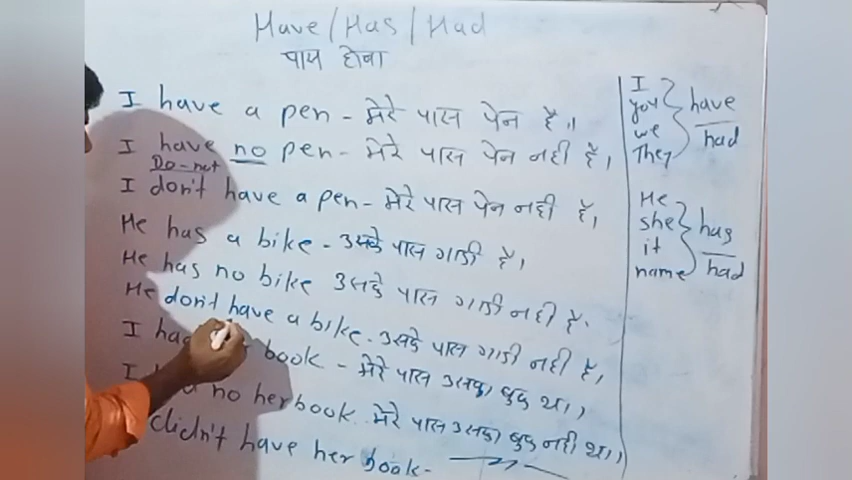 Have / Has / Had
पास होना
I have a pen - मेरे पास पेन है।
I have no pen - मेरे पास पेन नही है।
Do-not
I don't have a pen - मेरे पास पेन नही है।
He has a bike - उसके पास गाडी है।
He has no bike उसके पास गाडी नही है.
He don't have a bike. उसके पास गाडी नही है।
I had book - मेरे पास उसका बुक था।
I no her book. मेरे पास उसका बुक नही था।
didn't have her book -
I
you
we
They
have
had
He
she
it
name
has
had